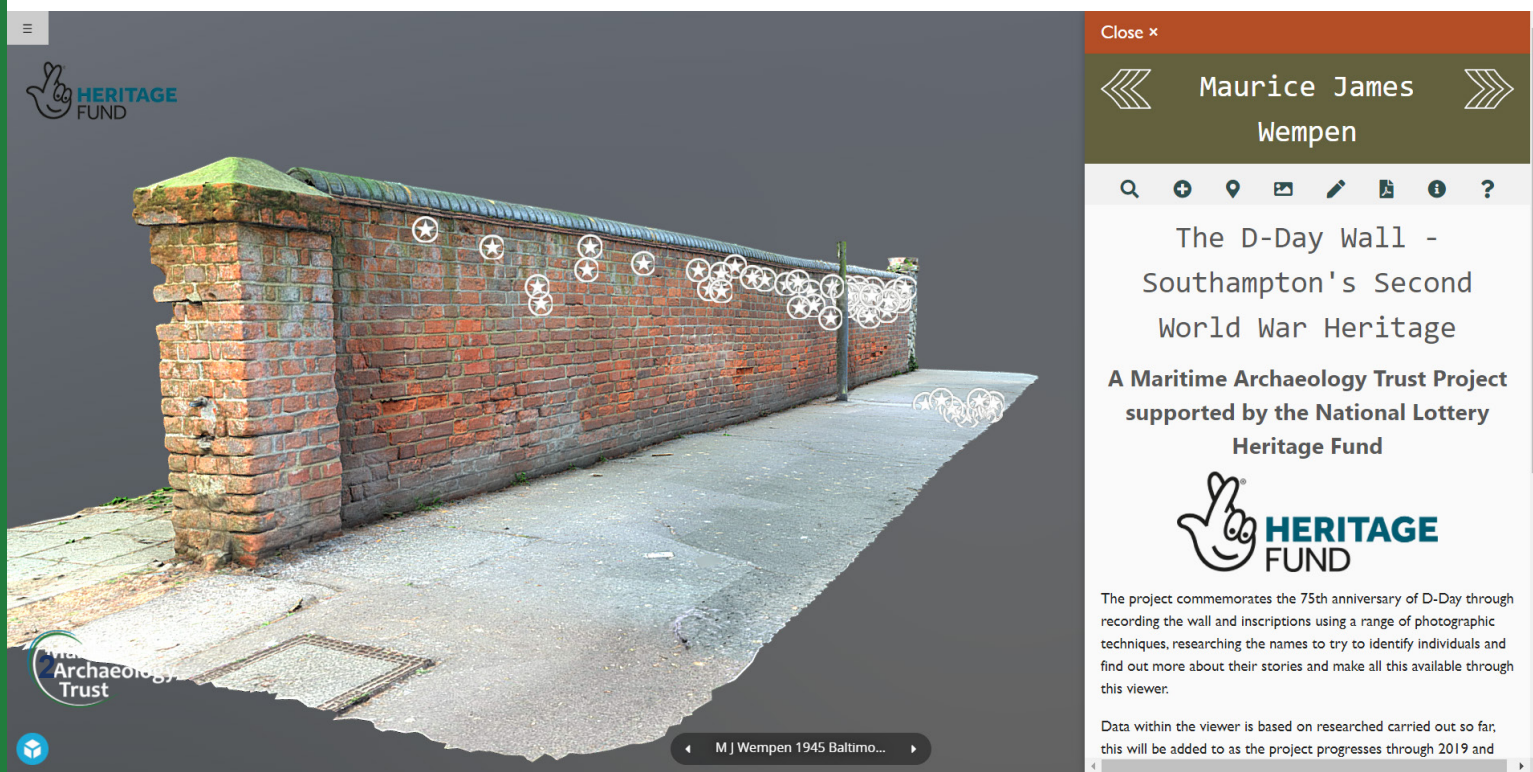 HERITAGE
FUND
Close ×
Maurice James
Wempen
The D-Day Wall -
Southampton's Second
World War Heritage
A Maritime Archaeology Trust Project
supported by the National Lottery
Heritage Fund
HERITAGE
FUND
The project commemorates the 75th anniversary of D-Day through
recording the wall and inscriptions using a range of photographic
techniques, researching the names to try to identify individuals and
find out more about their stories and make all this available through
this viewer.
Data within the viewer is based on researched carried out so far,
this will be added to as the project progresses through 2019 and
2Archaeology
Trust
M J Wempen 1945 Baltimo...